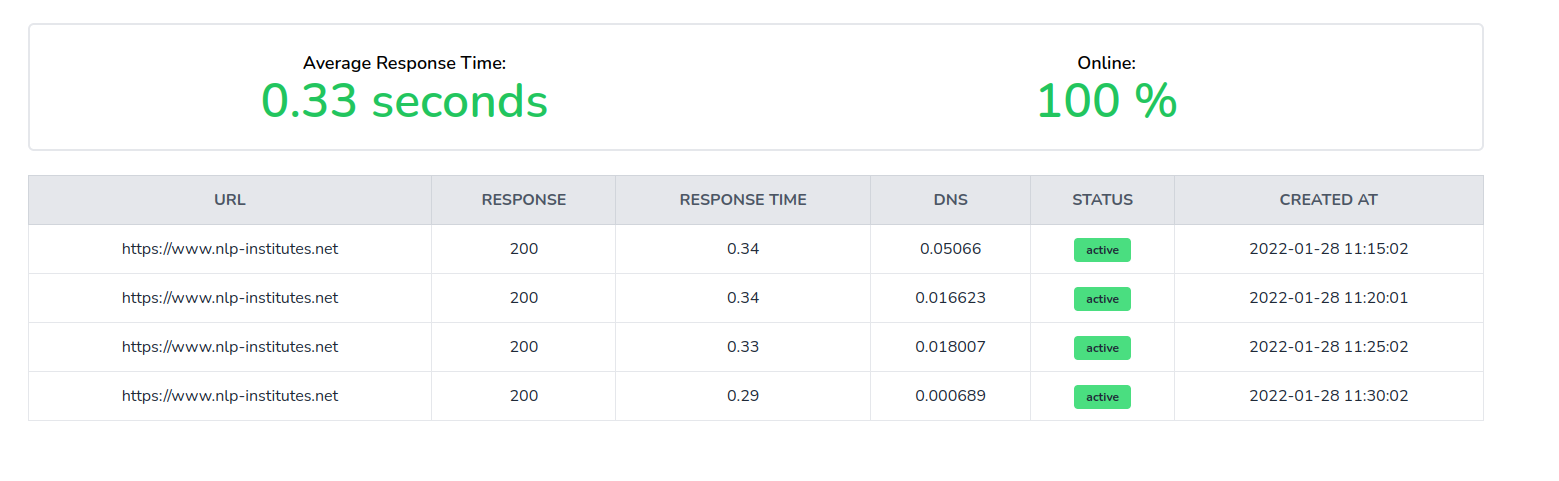 Average Response Time: Online:
0.33 seconds 100 %
URL RESPONSE RESPONSE TIME DNS STATUS CREATED AT
https://www.nlp-institutes.net 200 0.34 0.05066 active 2022-01-28 11:15:02
https://www.nlp-institutes.net 200 0.34 0.016623 active 2022-01-28 11:20:01
https://www.nlp-institutes.net 200 0.33 0.018007 active 2022-01-28 11:25:02
https://www.nlp-institutes.net 200 0.29 0.000689 active 2022-01-28 11:30:02